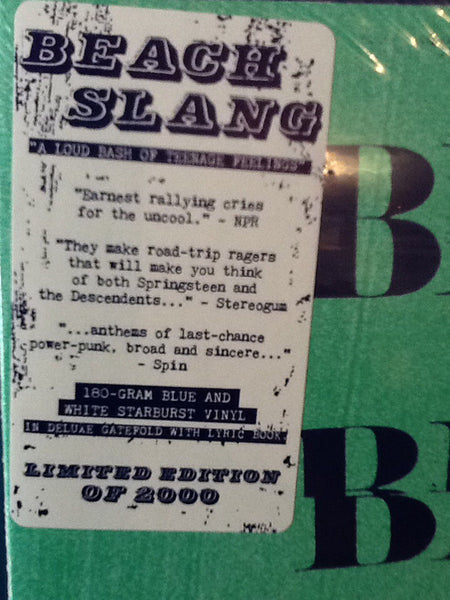 BEACH
SLANG
"A LOUD BASH OF TEENAGE FEELINGS"
"Earnest rallying cries
for the uncool." - NPR
"They make road-trip ragers
that will make you think
of both Springsteen and
the Descendents..." - Stereogum
"...anthems of last-chance
power-punk, broad and sincere..."
- Spin
180-GRAM BLUE AND
WHITE STARBURST VINYL
IN DELUXE GATEFOLD WITH LYRIC BOOK
LIMITED EDITION
OF 2000
B
B